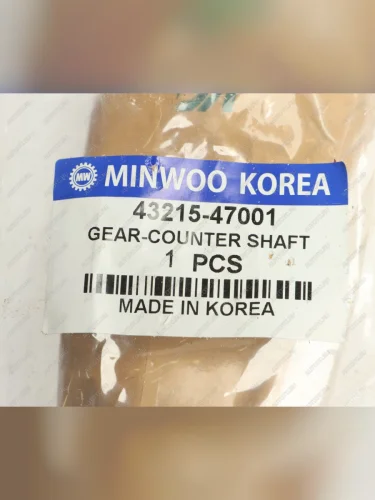 MW
MINWOO KOREA
43215-47001
GEAR-COUNTER SHAFT
1 PCS
MADE IN KOREA